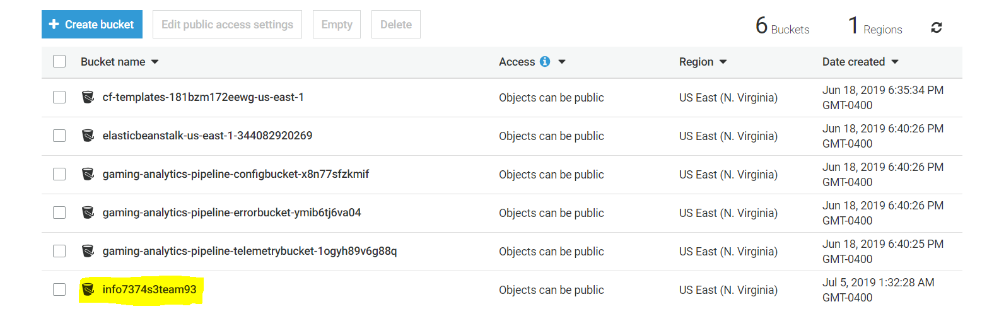 Create bucket Edit public access settings Empty Delete 6 Buckets 1 Regions
Bucket name Access Region Date created
cf-templates-181bzm172eewg-us-east-1 Objects can be public US East (N. Virginia) Jun 18, 2019 6:35:34 PM
GMT-0400
elasticbeanstalk-us-east-1-344082920269 Objects can be public US East (N. Virginia) Jun 18, 2019 6:40:26 PM
GMT-0400
gaming-analytics-pipeline-configbucket-x8n77sfzkmif Objects can be public US East (N. Virginia) Jun 18, 2019 6:40:26 PM
GMT-0400
gaming-analytics-pipeline-errorbucket-ymib6tj6va04 Objects can be public US East (N. Virginia) Jun 18, 2019 6:40:26 PM
GMT-0400
gaming-analytics-pipeline-telemetrybucket-1ogyh89v6g88q Objects can be public US East (N. Virginia) Jun 18, 2019 6:40:25 PM
GMT-0400
info7374s3team93 Objects can be public US East (N. Virginia) Jul 5, 2019 1:32:28 AM
GMT-0400